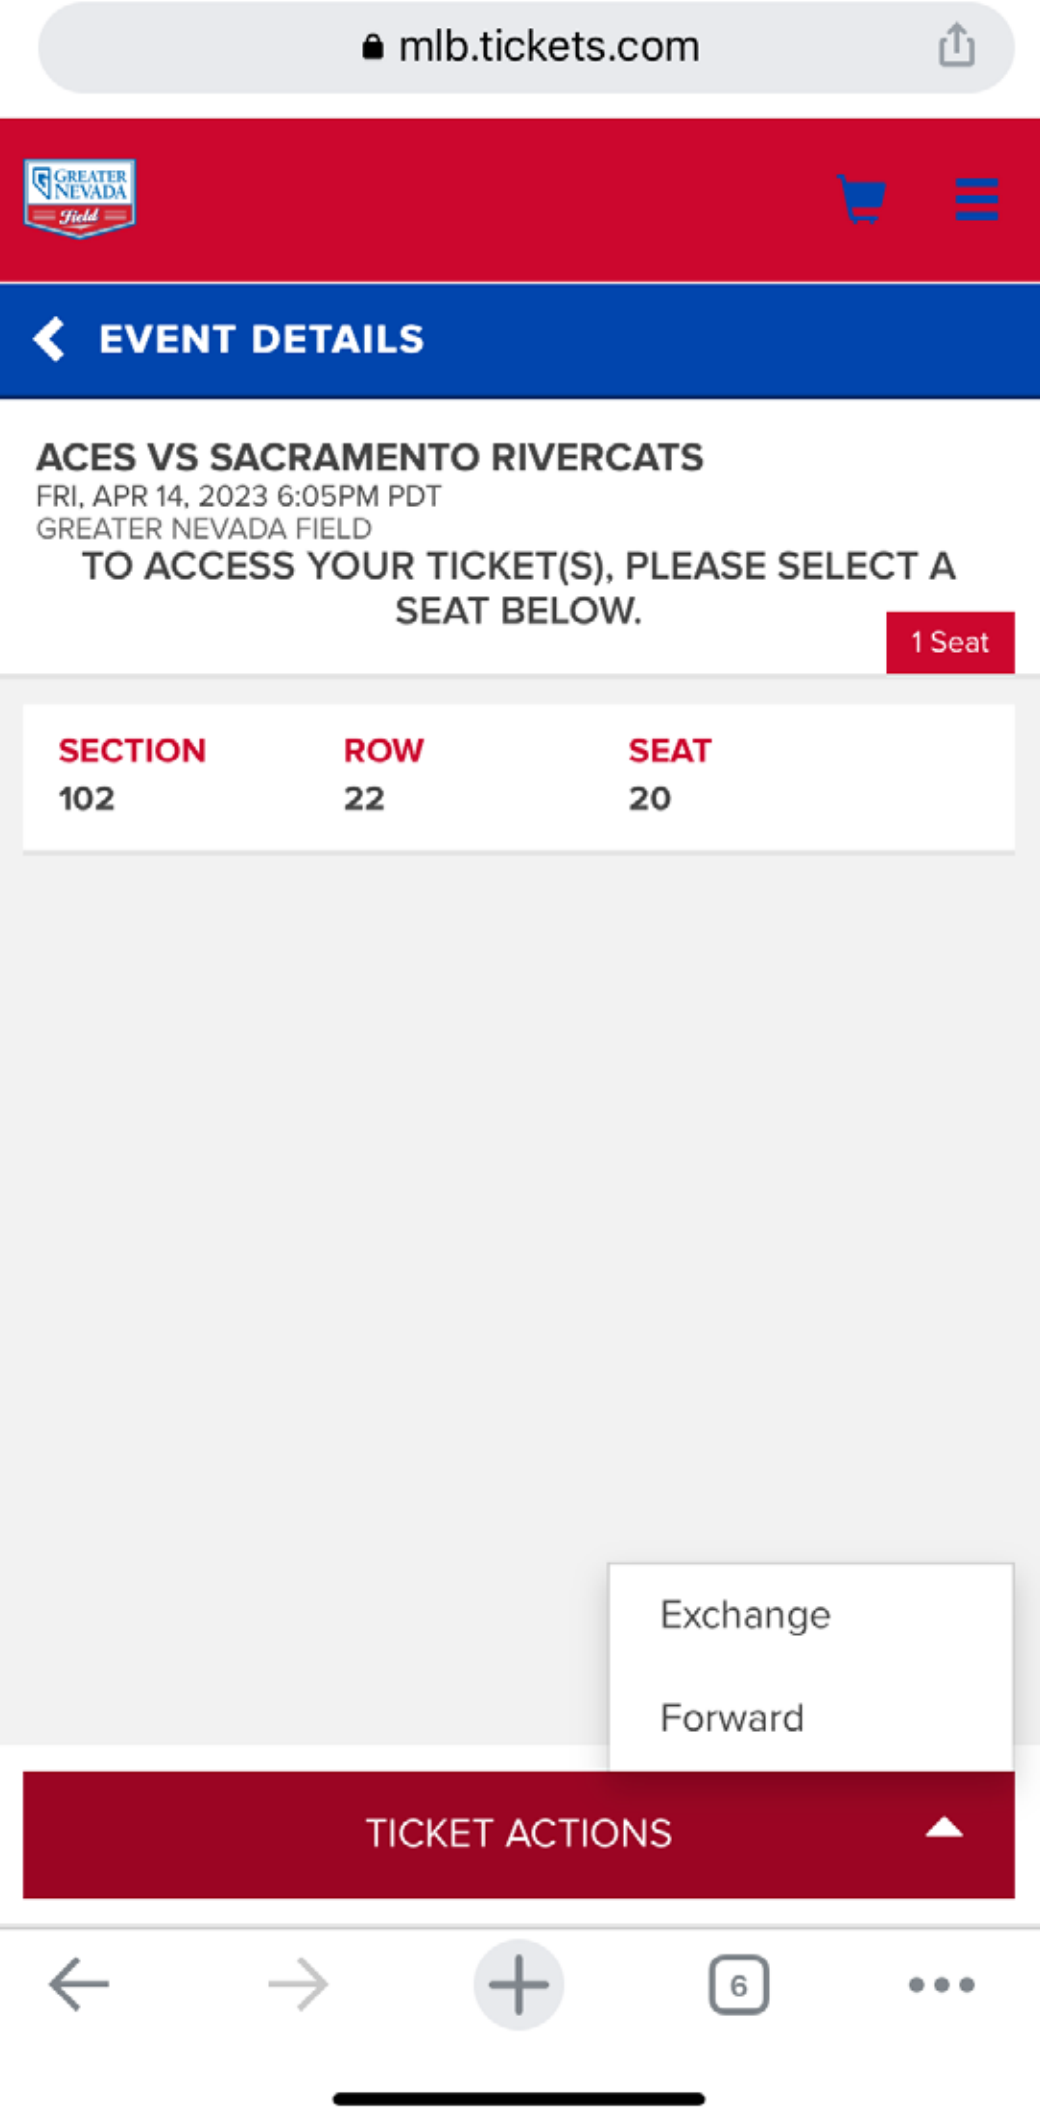 mlb.tickets.com
GREATER
NEVADA
Field
EVENT DETAILS
ACES VS SACRAMENTO RIVERCATS
FRI, APR 14, 2023 6:05PM PDT
GREATER NEVADA FIELD
TO ACCESS YOUR TICKET(S), PLEASE SELECT A
SEAT BELOW.
1 Seat
SECTION ROW SEAT
102 22 20
Exchange
Forward
TICKET ACTIONS
6